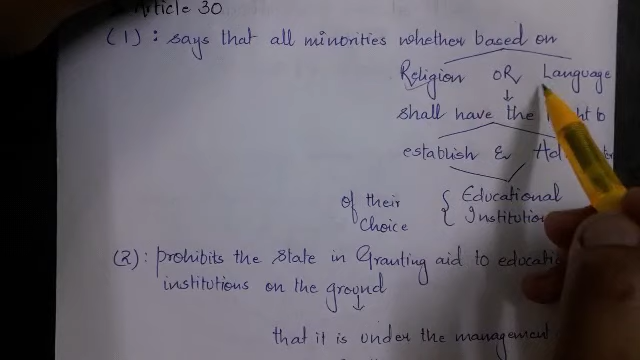 Article 30
(1) : says that all minorities whether based on
Religion OR Language
shall have the
establish &
of their { Educational
choice Institution
(2) : prohibits the State in Granting aid to
institutions on the ground
that it is under the management